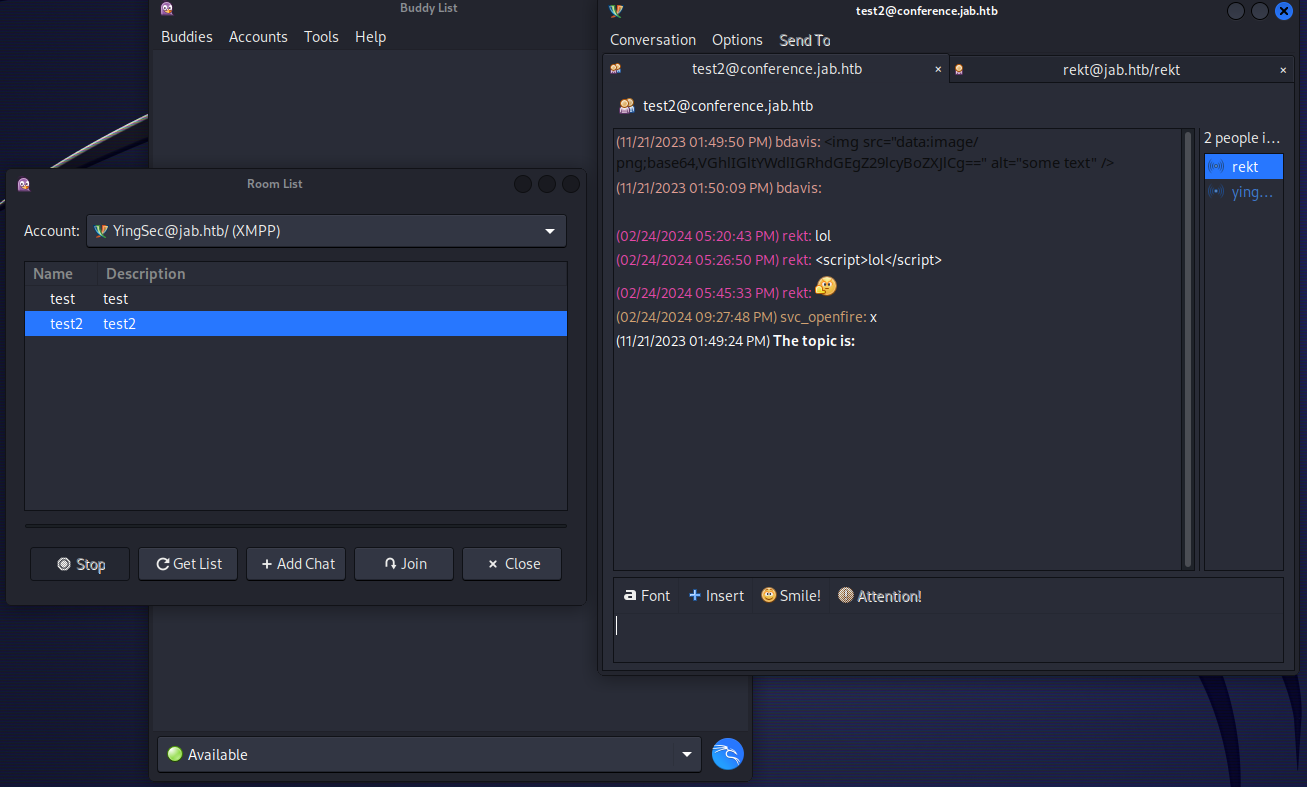 Buddy List
Buddies Accounts Tools Help
Room List
Account: YingSec@jab.htb/ (XMPP)
Name Description
test test
test2 test2
Stop Get List + Add Chat Join × Close
Available
test2@conference.jab.htb
Conversation Options Send To
test2@conference.jab.htb × rekt@jab.htb/rekt ×
test2@conference.jab.htb
(11/21/2023 01:49:50 PM) bdavis: <img src="data:image/
png;base64,VGhlIGltYWdlIGRhdGEgZ29lcyBoZXJlCg==" alt="some text" />
(11/21/2023 01:50:09 PM) bdavis:
(02/24/2024 05:20:43 PM) rekt: lol
(02/24/2024 05:26:50 PM) rekt: <script>lol</script>
(02/24/2024 05:45:33 PM) rekt:
(02/24/2024 09:27:48 PM) svc_openfire: x
(11/21/2023 01:49:24 PM) The topic is:
2 people i...
rekt
ying...
a Font + Insert Smile! Attention!